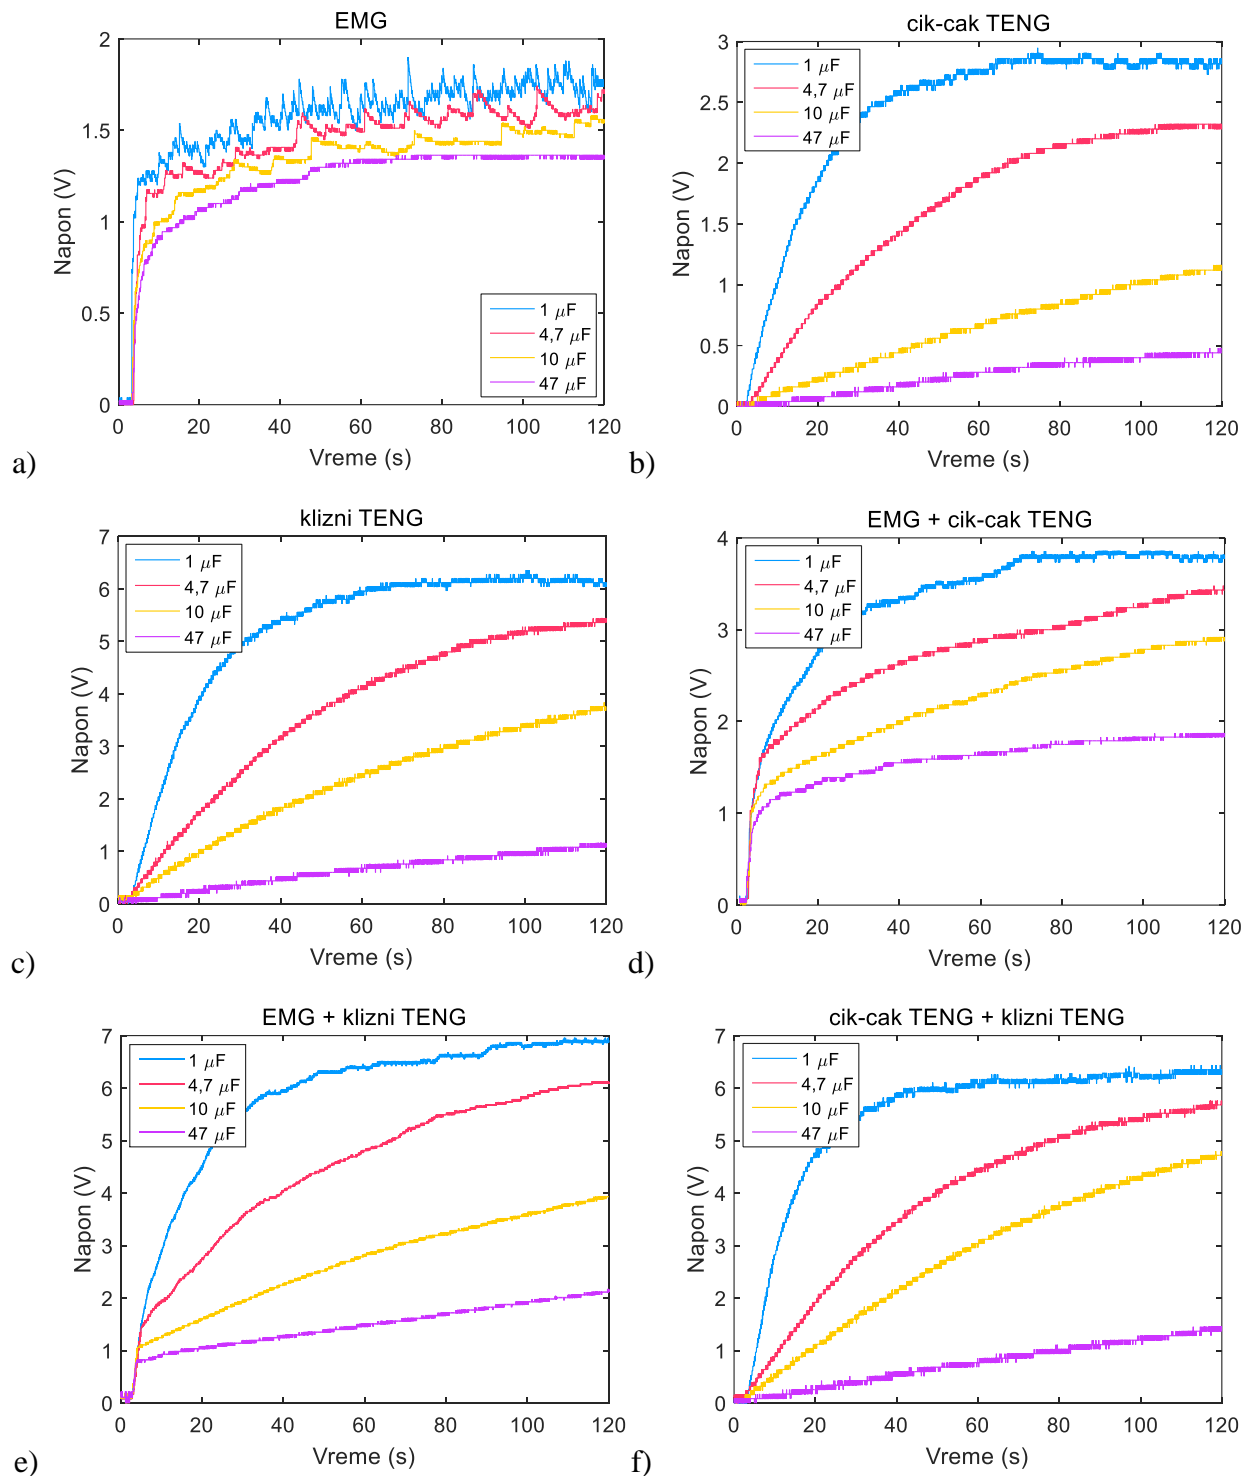 EMG
Napon (V)
2
1.5
1
0.5
0
1 μF
4,7 μF
10 μF
47 μF
0 20 40 60 80 100 120
Vreme (s)
a)
cik-cak TENG
Napon (V)
3
2.5
2
1.5
1
0.5
0
1 μF
4,7 μF
10 μF
47 μF
0 20 40 60 80 100 120
Vreme (s)
b)
klizni TENG
Napon (V)
7
6
5
4
3
2
1
0
1 μF
4,7 μF
10 μF
47 μF
0 20 40 60 80 100 120
Vreme (s)
c)
EMG + cik-cak TENG
Napon (V)
4
3
2
1
0
1 μF
4,7 μF
10 μF
47 μF
0 20 40 60 80 100 120
Vreme (s)
d)
EMG + klizni TENG
Napon (V)
7
6
5
4
3
2
1
0
1 μF
4,7 μF
10 μF
47 μF
0 20 40 60 80 100 120
Vreme (s)
e)
cik-cak TENG + klizni TENG
Napon (V)
7
6
5
4
3
2
1
0
1 μF
4,7 μF
10 μF
47 μF
0 20 40 60 80 100 120
Vreme (s)
f)